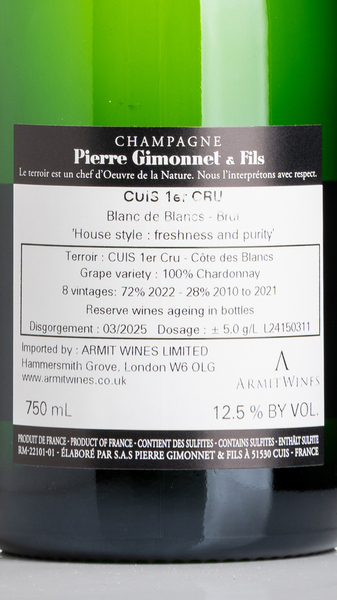 CHAMPAGNE
Pierre Gimonnet & Fils
Le terroir est un chef d'Oeuvre de la Nature. Nous l'interprétons avec respect.
CUIS 1er CRU
Blanc de Blancs - Brut
'House style : freshness and purity'
Terroir : CUIS 1er Cru - Côte des Blancs
Grape variety : 100% Chardonnay
8 vintages: 72% 2022 - 28% 2010 to 2021
Reserve wines ageing in bottles
Disgorgement : 03/2025 Dosage : ± 5.0 g/L L24150311
Imported by : ARMIT WINES LIMITED
Hammersmith Grove, London W6 OLG
www.armitwines.co.uk
ARMIT WINES
750 mL 12.5 % BY VOL.
PRODUIT DE FRANCE - PRODUCT OF FRANCE - CONTIENT DES SULFITES - CONTAINS SULFITES - ENTHÄLT SULFITE
RM-22101-01 - ÉLABORÉ PAR S.A.S PIERRE GIMONNET & FILS À 51530 CUIS - FRANCE